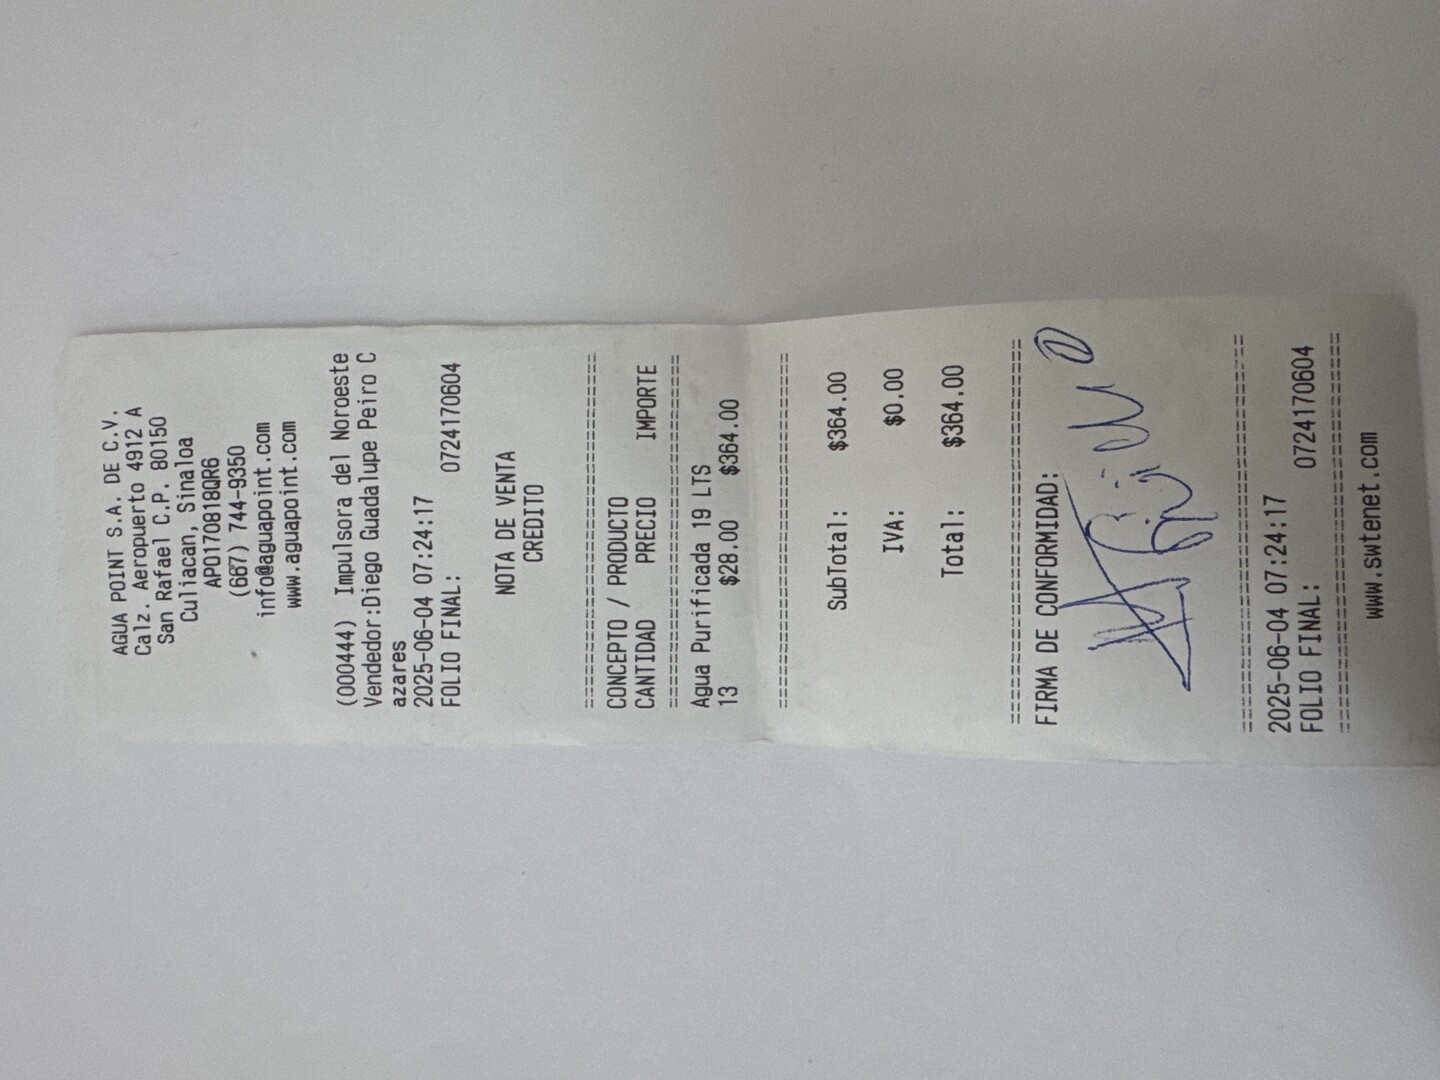 AGUA POINT S.A. DE C.V.
Calz. Aeropuerto 4912 A
San Rafael C.P. 80150
Culiacan, Sinaloa
APO170818QR6
(667) 744-9350
info@aguapoint.com
www.aguapoint.com
(000444) Impulsora del Noroeste
Vendedor:Diego Guadalupe Peiro C
azares
2025-06-04 07:24:17
FOLIO FINAL: 0724170604
NOTA DE VENTA
CREDITO
================================
CONCEPTO / PRODUCTO
CANTIDAD PRECIO IMPORTE
================================
Agua Purificada 19 LTS
13 $28.00 $364.00
================================
SubTotal: $364.00
IVA: $0.00
Total: $364.00
================================
FIRMA DE CONFORMIDAD:
================================
2025-06-04 07:24:17
FOLIO FINAL: 0724170604
================================
www.swtenet.com